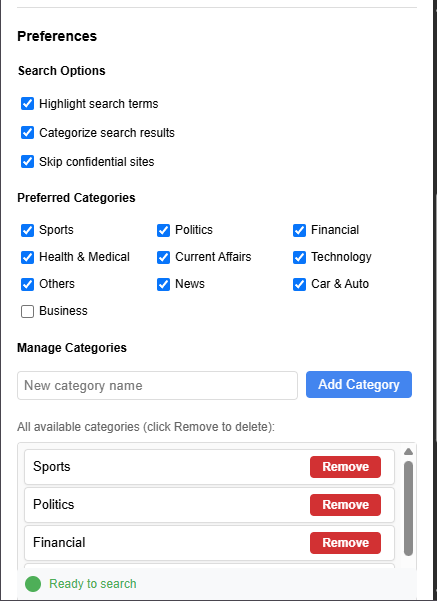 Preferences
Search Options
Highlight search terms
Categorize search results
Skip confidential sites
Preferred Categories
Sports Politics Financial
Health & Medical Current Affairs Technology
Others News Car & Auto
Business
Manage Categories
New category name Add Category
All available categories (click Remove to delete):
Sports Remove
Politics Remove
Financial Remove
Ready to search